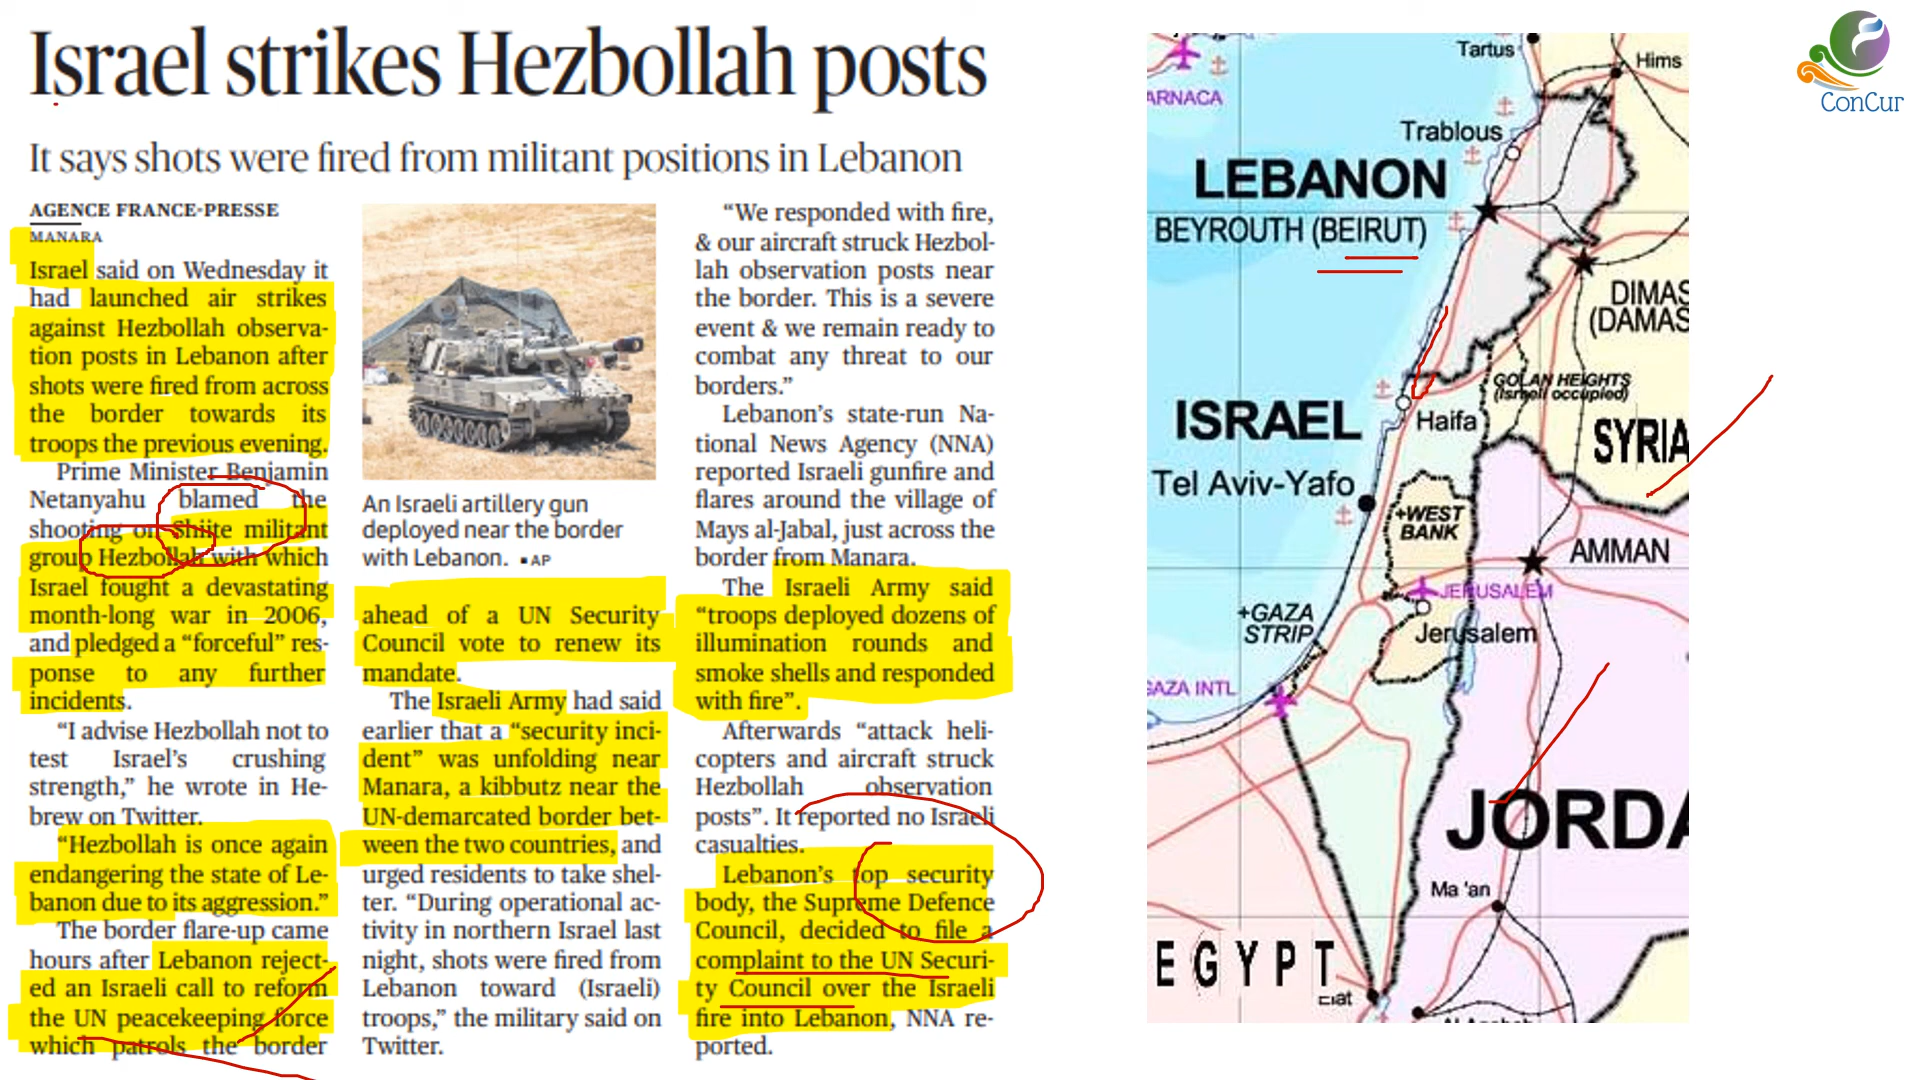 Israel strikes Hezbollah posts
It says shots were fired from militant positions in Lebanon
AGENCE FRANCE-PRESSE
MANARA
Israel said on Wednesday it
had launched air strikes
against Hezbollah observa-
tion posts in Lebanon after
shots were fired from across
the border towards its
troops the previous evening.
Prime Minister Benjamin
Netanyahu blamed the
shooting on Shiite militant
group Hezbollah with which
Israel fought a devastating
month-long war in 2006,
and pledged a “forceful” res-
ponse to any further
incidents.
“I advise Hezbollah not to
test Israel’s crushing
strength,” he wrote in He-
brew on Twitter.
“Hezbollah is once again
endangering the state of Le-
banon due to its aggression.”
The border flare-up came
hours after Lebanon reject-
ed an Israeli call to reform
the UN peacekeeping force
which patrols the border
An Israeli artillery gun
deployed near the border
with Lebanon. ▪AP
ahead of a UN Security
Council vote to renew its
mandate.
The Israeli Army had said
earlier that a “security inci-
dent” was unfolding near
Manara, a kibbutz near the
UN-demarcated border bet-
ween the two countries, and
urged residents to take shel-
ter. “During operational ac-
tivity in northern Israel last
night, shots were fired from
Lebanon toward (Israeli)
troops,” the military said on
Twitter.
“We responded with fire,
& our aircraft struck Hezbol-
lah observation posts near
the border. This is a severe
event & we remain ready to
combat any threat to our
borders.”
Lebanon’s state-run Na-
tional News Agency (NNA)
reported Israeli gunfire and
flares around the village of
Mays al-Jabal, just across the
border from Manara.
The Israeli Army said
“troops deployed dozens of
illumination rounds and
smoke shells and responded
with fire”.
Afterwards “attack heli-
copters and aircraft struck
Hezbollah observation
posts”. It reported no Israeli
casualties.
Lebanon’s top security
body, the Supreme Defence
Council, decided to file a
complaint to the UN Securi-
ty Council over the Israeli
fire into Lebanon, NNA re-
ported.
Tartus
Hims
ARNACA
Trablous
LEBANON
BEYROUTH (BEIRUT)
DIMAS
(DAMAS
GOLAN HEIGHTS
(Israeli occupied)
ISRAEL
Haifa
SYRIA
Tel Aviv-Yafo
+WEST
BANK
AMMAN
JERUSALEM
+GAZA
STRIP
Jerusalem
GAZA INTL
JORDA
Ma 'an
EGYPT
ConCur